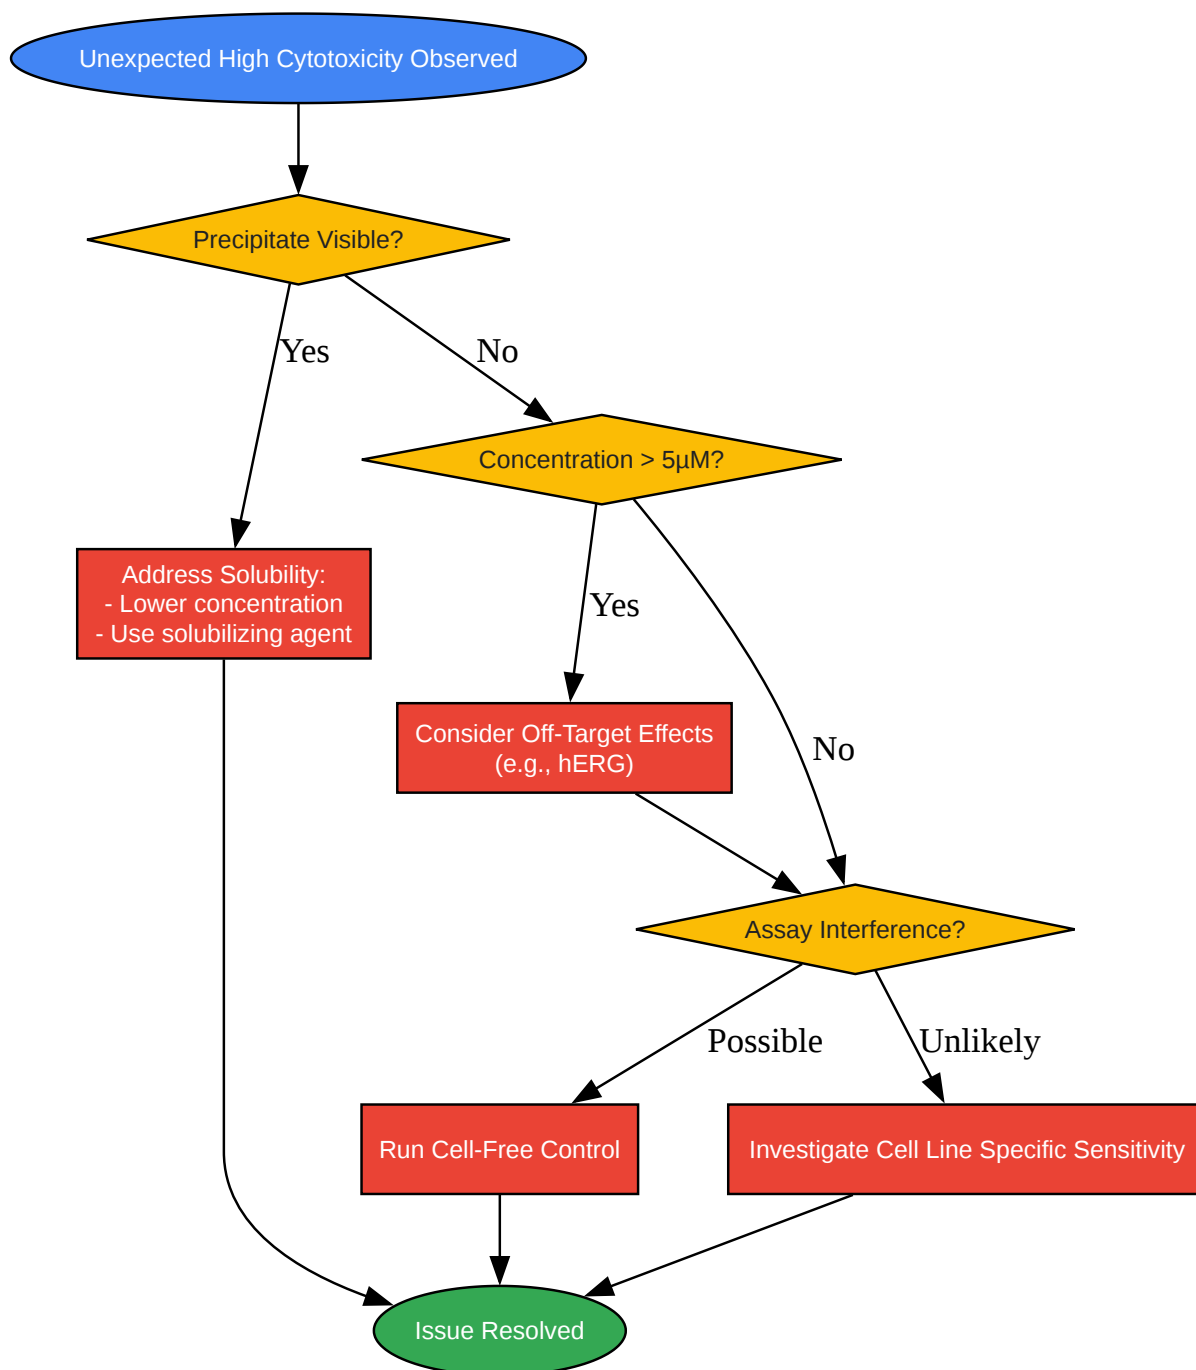 Unexpected High Cytotoxicity Observed
Precipitate Visible?
Yes
No
Concentration > 5µM?
Address Solubility:
- Lower concentration
- Use solubilizing agent
Yes
Consider Off-Target Effects
(e.g., hERG)
No
Assay Interference?
Possible
Unlikely
Run Cell-Free Control
Investigate Cell Line Specific Sensitivity
Issue Resolved